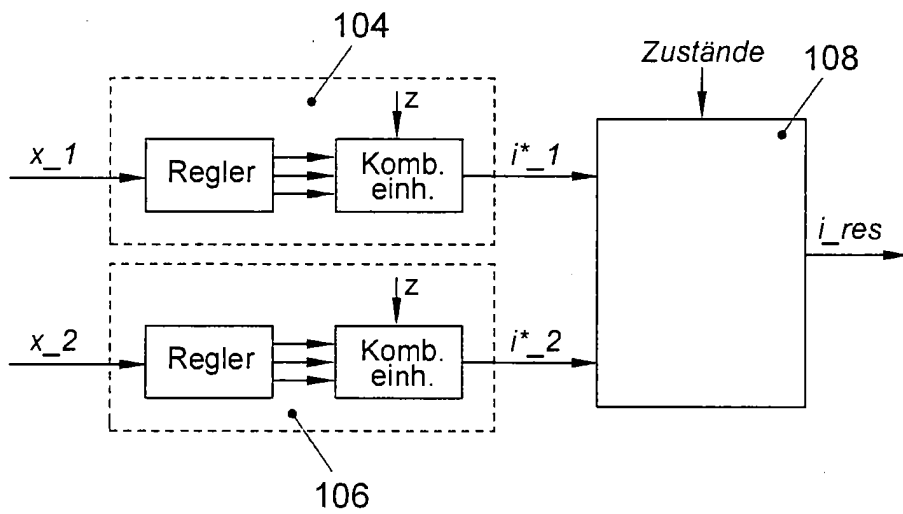 104
Zustände
108
z
x_1
Regler
Komb.
einh.
i*_1
i_res
z
x_2
Regler
Komb.
einh.
i*_2
106